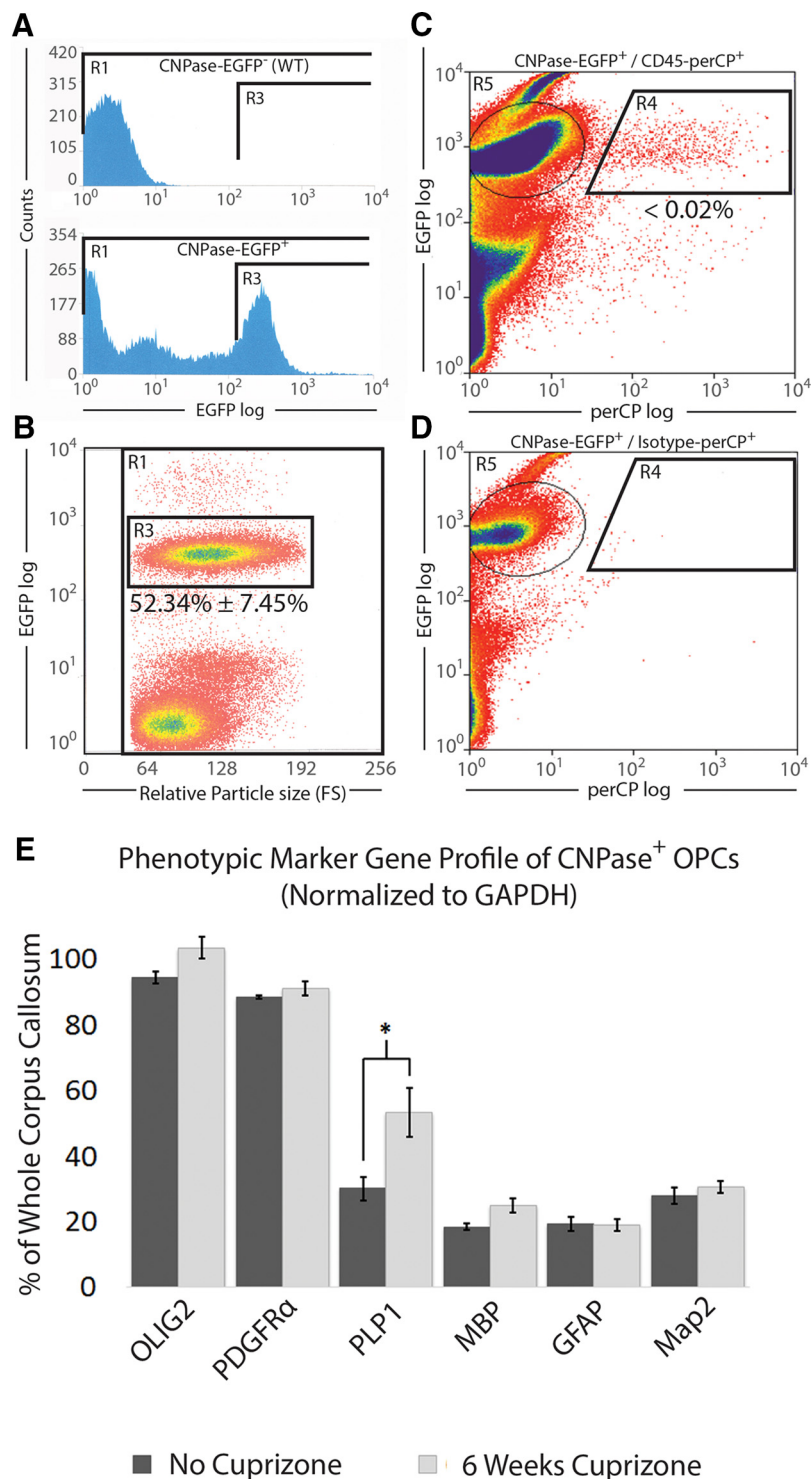 A
CNPase-EGFP⁻ (WT)
R1
R3
420
315
210
105
0
10⁰ 10¹ 10² 10³ 10⁴
Counts
CNPase-EGFP⁺
R1
R3
354
265
177
88
0
10⁰ 10¹ 10² 10³ 10⁴
EGFP log
B
R1
R3
52.34% ± 7.45%
10⁴
10³
10²
10¹
10⁰
EGFP log
0 64 128 192 256
Relative Particle size (FS)
C
CNPase-EGFP⁺ / CD45-perCP⁺
R5
R4
< 0.02%
10⁴
10³
10²
10¹
10⁰
EGFP log
10⁰ 10¹ 10² 10³ 10⁴
perCP log
D
CNPase-EGFP⁺ / Isotype-perCP⁺
R5
R4
10⁴
10³
10²
10¹
10⁰
EGFP log
10⁰ 10¹ 10² 10³ 10⁴
perCP log
E
Phenotypic Marker Gene Profile of CNPase⁺ OPCs
(Normalized to GAPDH)
% of Whole Corpus Callosum
100
80
60
40
20
0
*
OLIG2
PDGFRα
PLP1
MBP
GFAP
Map2
No Cuprizone
6 Weeks Cuprizone